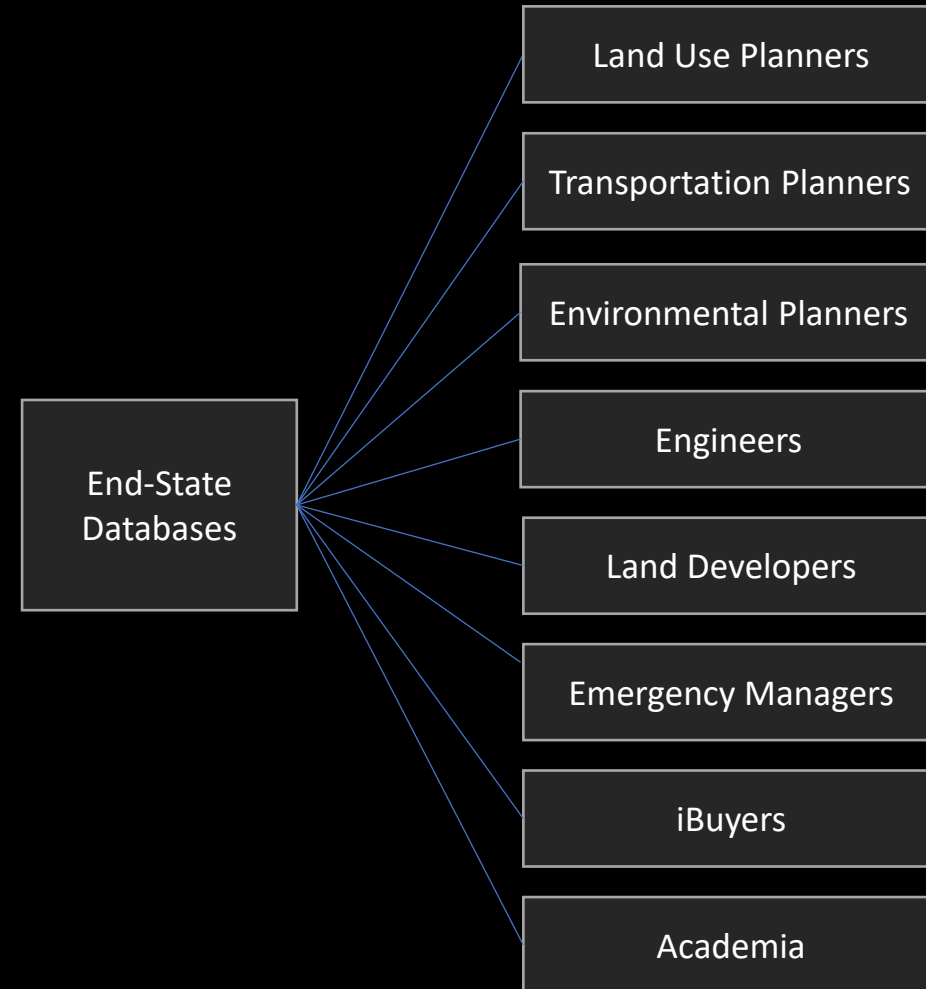 Land Use Planners
Transportation Planners
Environmental Planners
Engineers
End-State
Databases
Land Developers
Emergency Managers
iBuyers
Academia